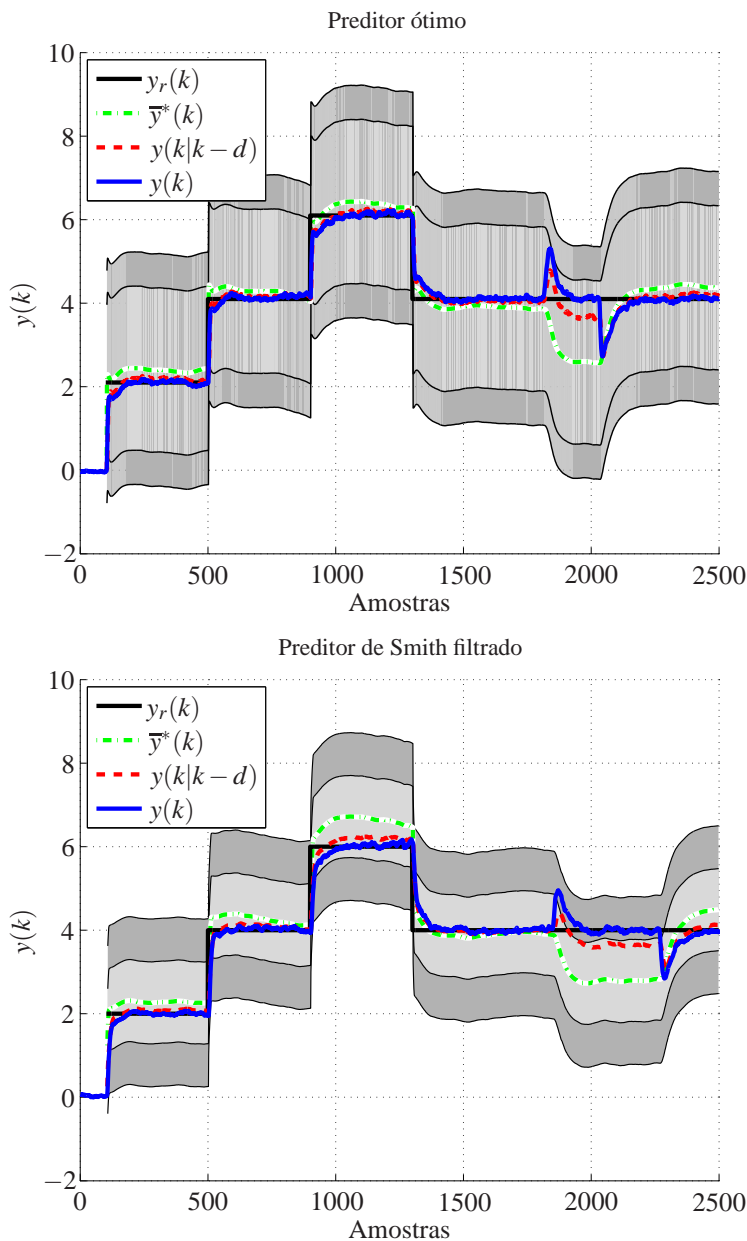 Preditor ótimo
10
8
6
4
2
0
−2
y(k)
y_r(k)
y̅*(k)
y(k|k−d)
y(k)
0 500 1000 1500 2000 2500
Amostras
Preditor de Smith filtrado
10
8
6
4
2
0
−2
y(k)
y_r(k)
y̅*(k)
y(k|k−d)
y(k)
0 500 1000 1500 2000 2500
Amostras